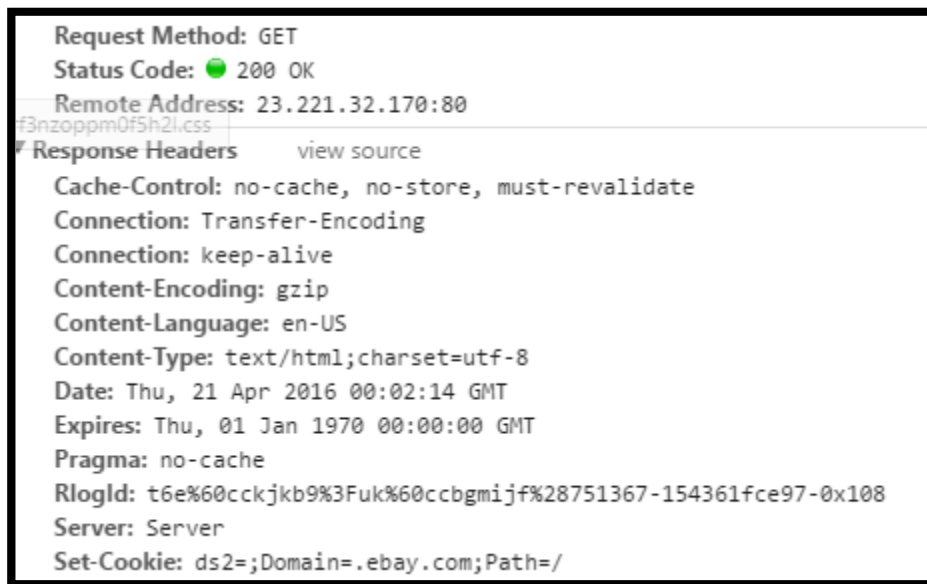 Request Method: GET
Status Code: 200 OK
Remote Address: 23.221.32.170:80
f3nzoppm0f5h2l.css
Response Headers view source
Cache-Control: no-cache, no-store, must-revalidate
Connection: Transfer-Encoding
Connection: keep-alive
Content-Encoding: gzip
Content-Language: en-US
Content-Type: text/html;charset=utf-8
Date: Thu, 21 Apr 2016 00:02:14 GMT
Expires: Thu, 01 Jan 1970 00:00:00 GMT
Pragma: no-cache
RlogId: t6e%60cckjkb9%3Fuk%60ccbgmijf%28751367-154361fce97-0x108
Server: Server
Set-Cookie: ds2=;Domain=.ebay.com;Path=/